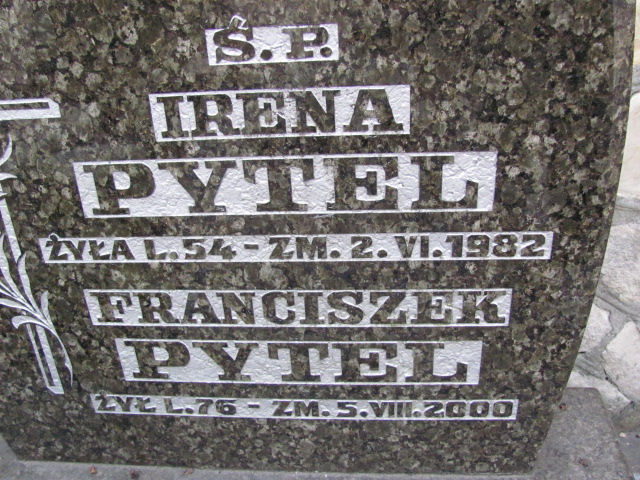 Ś.P.
IRENA
PYTEL
ŻYŁA L.54 - ZM. 2. VI. 1982
FRANCISZEK
PYTEL
ŻYŁ L.76 - ZM. 5.VIII.2000